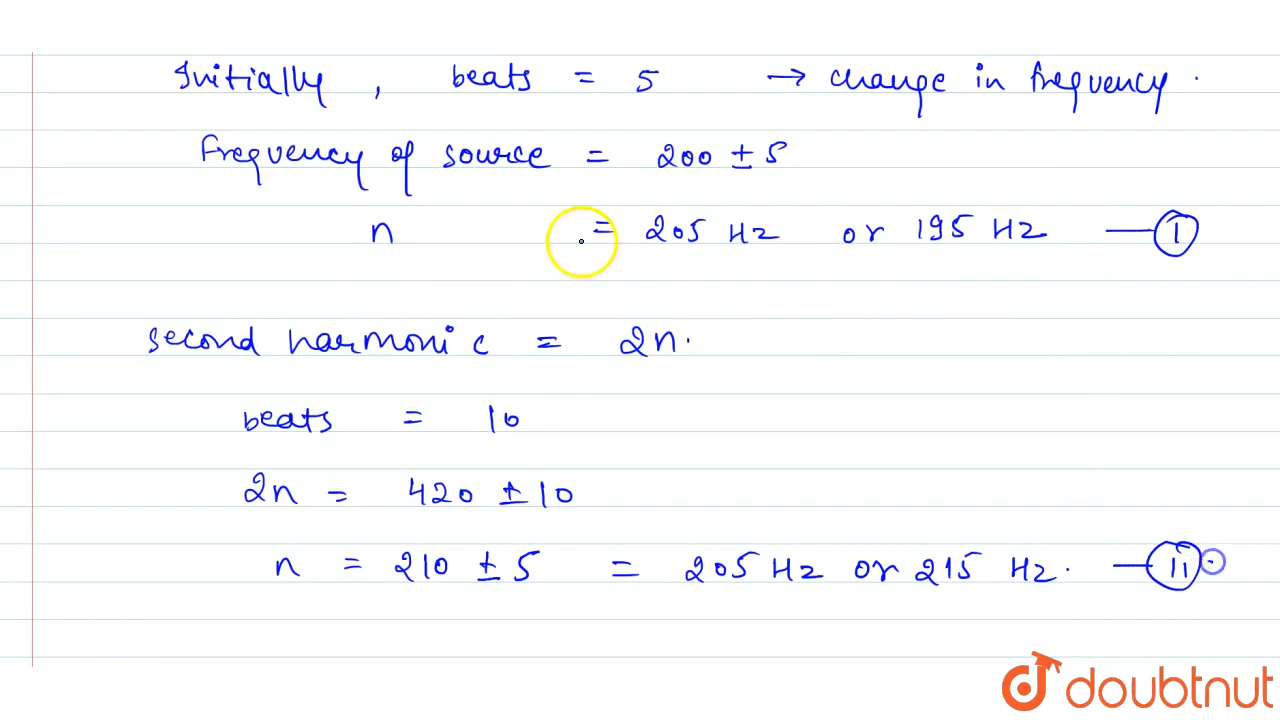 Initially, beats = 5 → change in frequency.
frequency of source = 200 ± 5
n = 205 Hz or 195 Hz — I
second harmonic = 2n.
beats = 10
2n = 420 ± 10
n = 210 ± 5 = 205 Hz or 215 Hz. — II
doubtnut